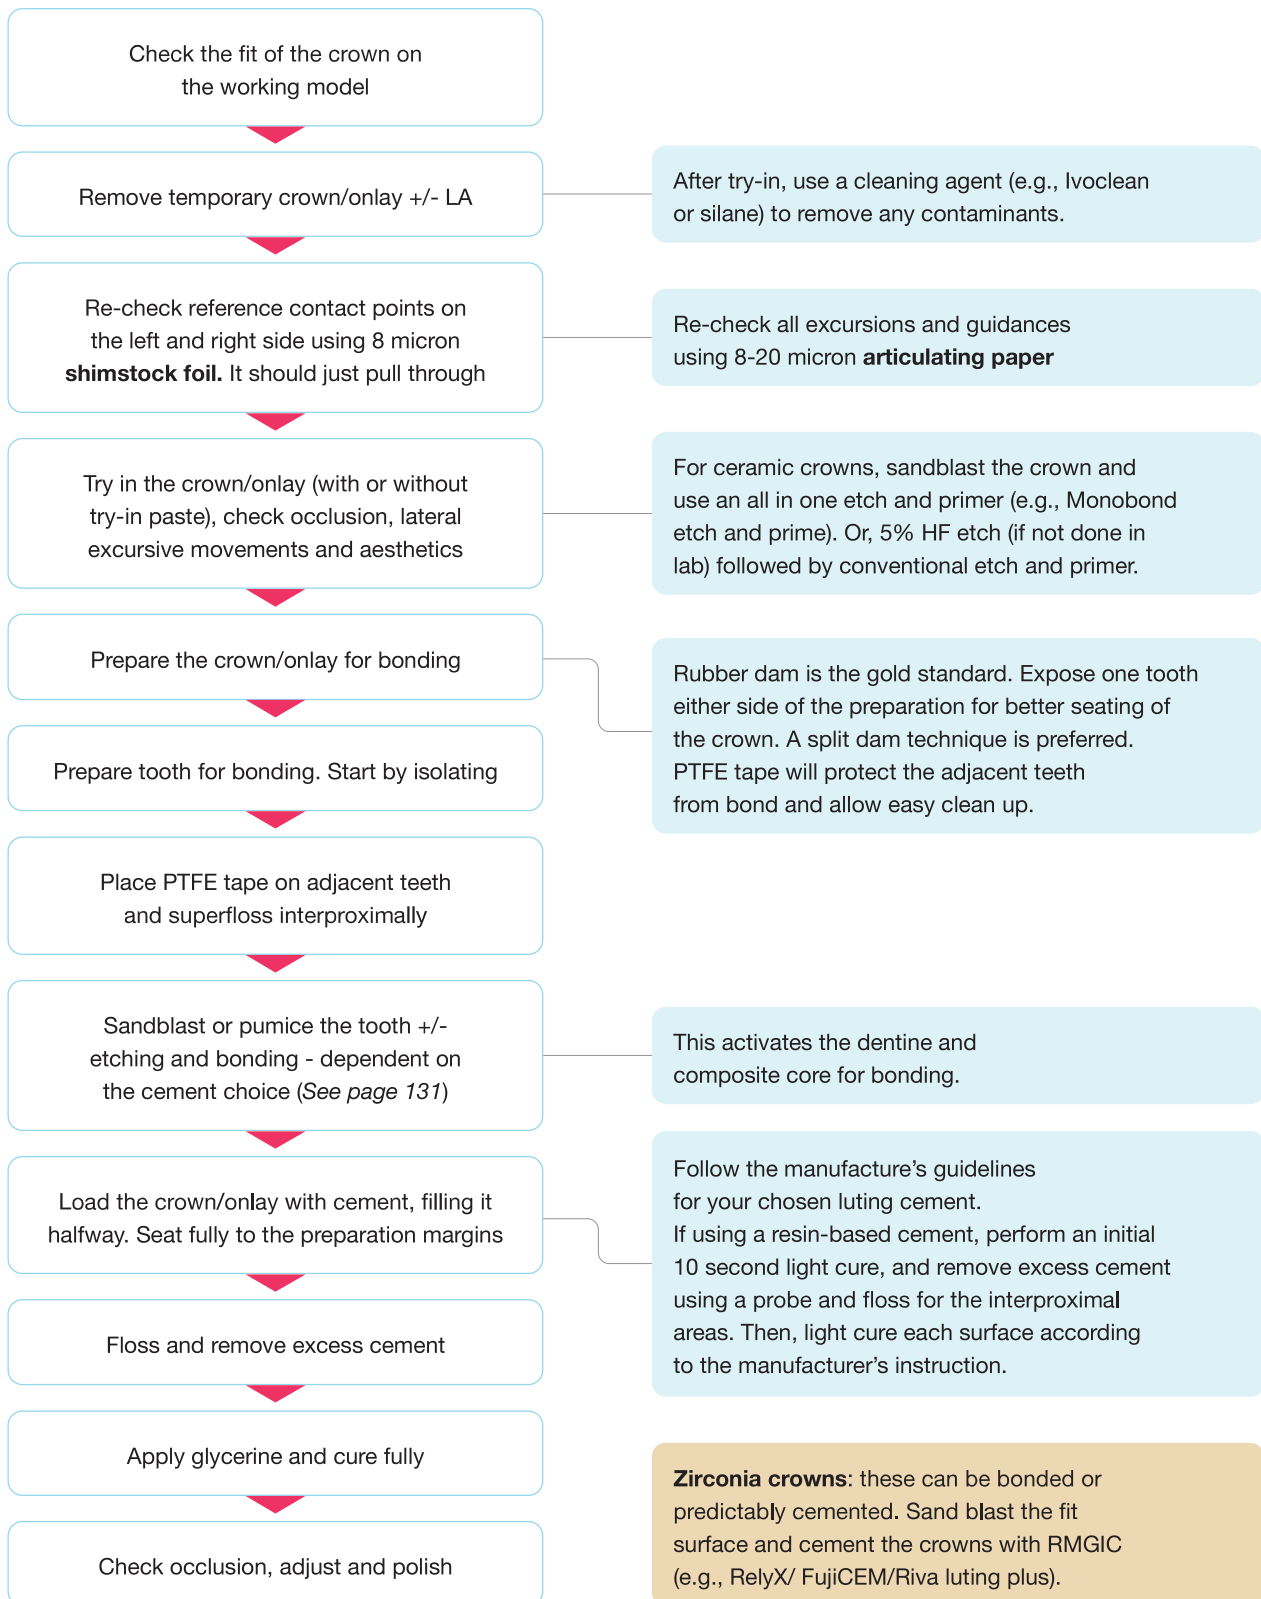 Check the fit of the crown on
the working model
Remove temporary crown/onlay +/- LA
After try-in, use a cleaning agent (e.g., Ivoclean
or silane) to remove any contaminants.
Re-check reference contact points on
the left and right side using 8 micron
shimstock foil. It should just pull through
Re-check all excursions and guidances
using 8-20 micron articulating paper
Try in the crown/onlay (with or without
try-in paste), check occlusion, lateral
excursive movements and aesthetics
For ceramic crowns, sandblast the crown and
use an all in one etch and primer (e.g., Monobond
etch and prime). Or, 5% HF etch (if not done in
lab) followed by conventional etch and primer.
Prepare the crown/onlay for bonding
Rubber dam is the gold standard. Expose one tooth
either side of the preparation for better seating of
the crown. A split dam technique is preferred.
PTFE tape will protect the adjacent teeth
from bond and allow easy clean up.
Prepare tooth for bonding. Start by isolating
Place PTFE tape on adjacent teeth
and superfloss interproximally
Sandblast or pumice the tooth +/-
etching and bonding - dependent on
the cement choice (See page 131)
This activates the dentine and
composite core for bonding.
Load the crown/onlay with cement, filling it
halfway. Seat fully to the preparation margins
Follow the manufacture's guidelines
for your chosen luting cement.
If using a resin-based cement, perform an initial
10 second light cure, and remove excess cement
using a probe and floss for the interproximal
areas. Then, light cure each surface according
to the manufacturer's instruction.
Floss and remove excess cement
Apply glycerine and cure fully
Check occlusion, adjust and polish
Zirconia crowns: these can be bonded or
predictably cemented. Sand blast the fit
surface and cement the crowns with RMGIC
(e.g., RelyX/ FujiCEM/Riva luting plus).